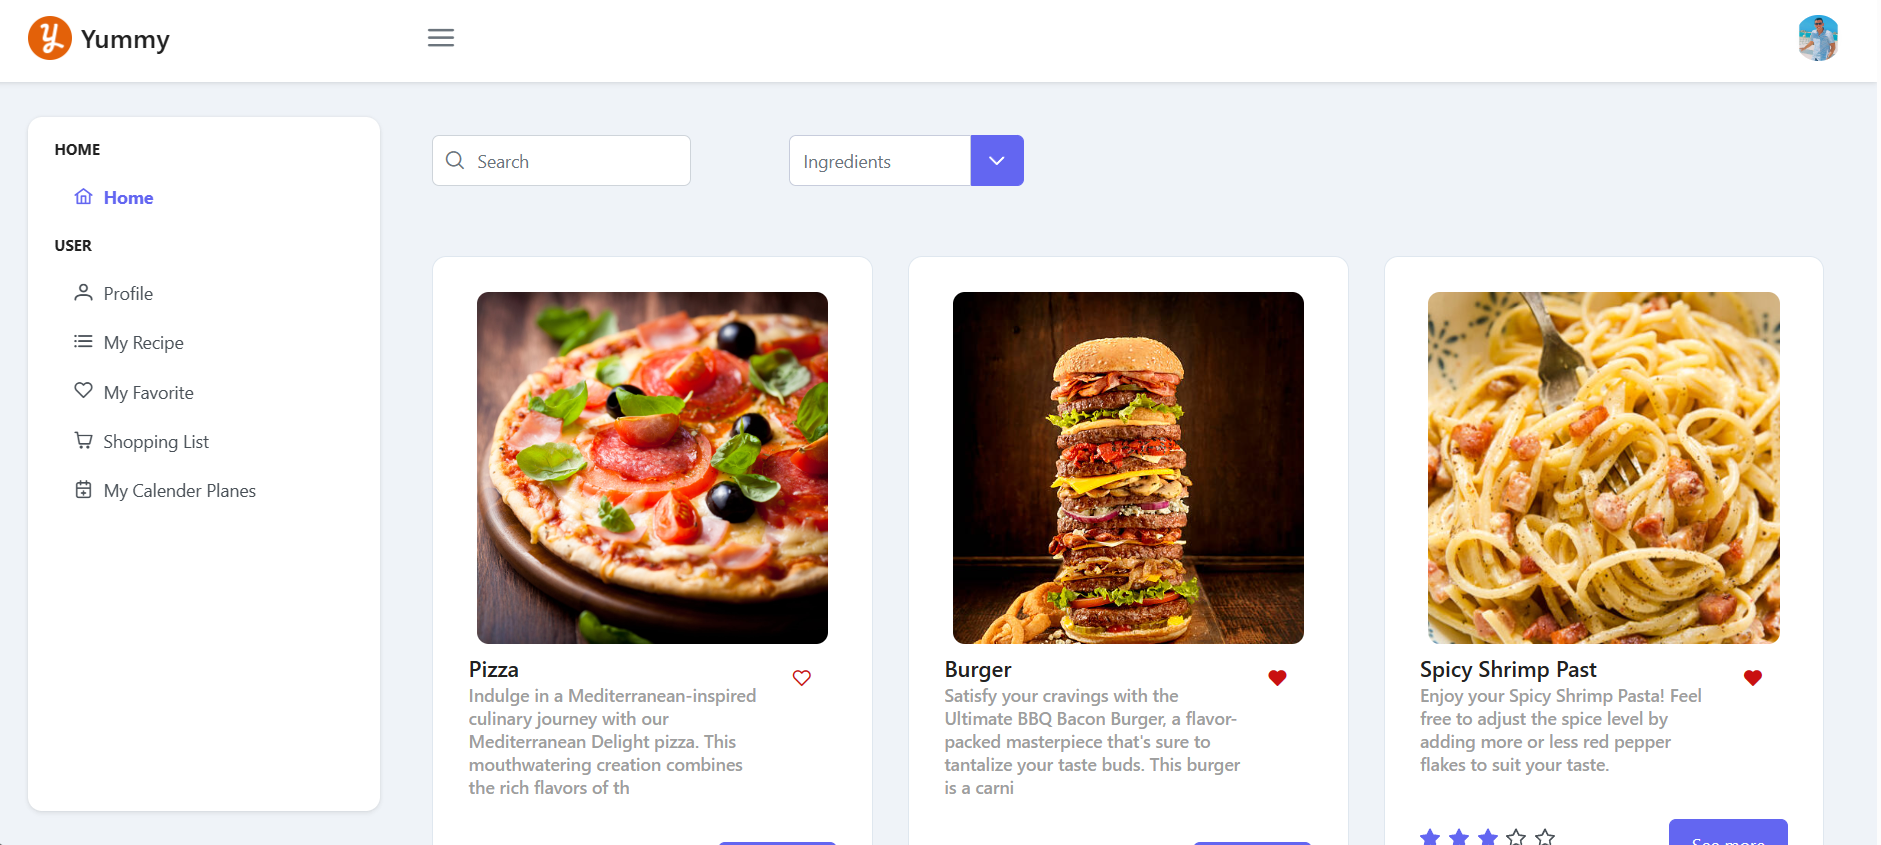 Yummy
HOME
Home
USER
Profile
My Recipe
My Favorite
Shopping List
My Calender Planes
Search
Ingredients
Pizza
Indulge in a Mediterranean-inspired
culinary journey with our
Mediterranean Delight pizza. This
mouthwatering creation combines
the rich flavors of th
Burger
Satisfy your cravings with the
Ultimate BBQ Bacon Burger, a flavor-
packed masterpiece that's sure to
tantalize your taste buds. This burger
is a carni
Spicy Shrimp Past
Enjoy your Spicy Shrimp Pasta! Feel
free to adjust the spice level by
adding more or less red pepper
flakes to suit your taste.
See more